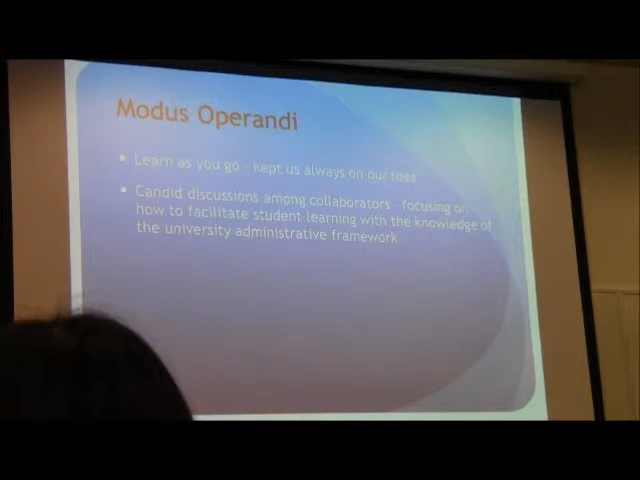 Modus Operandi
• Learn as you go - kept us always on our toes
• Candid discussions among collaborators - focusing on
how to facilitate student learning with the knowledge of
the university administrative framework